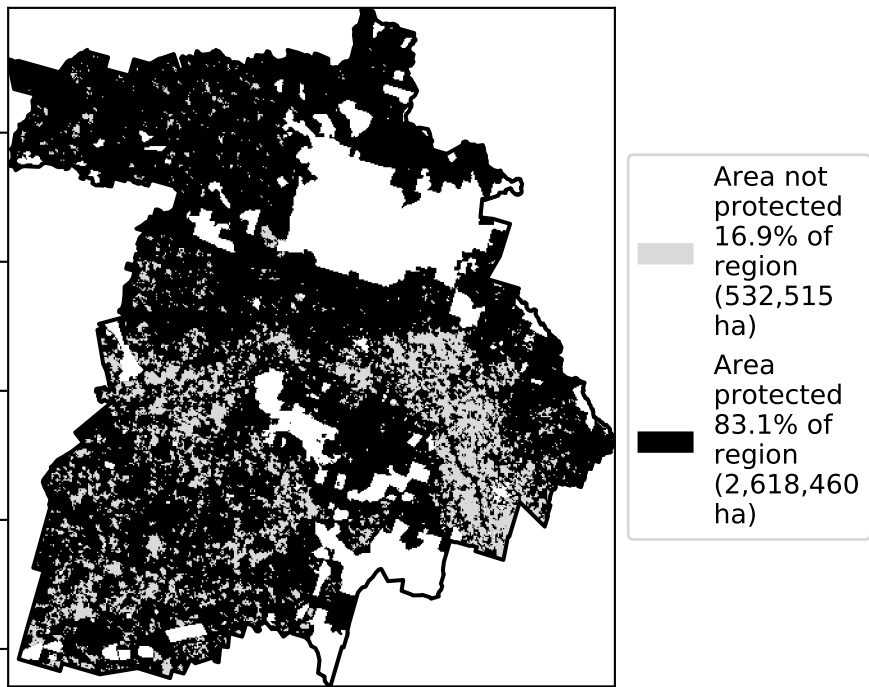 Area not
protected
16.9% of
region
(532,515
ha)
Area
protected
83.1% of
region
(2,618,460
ha)